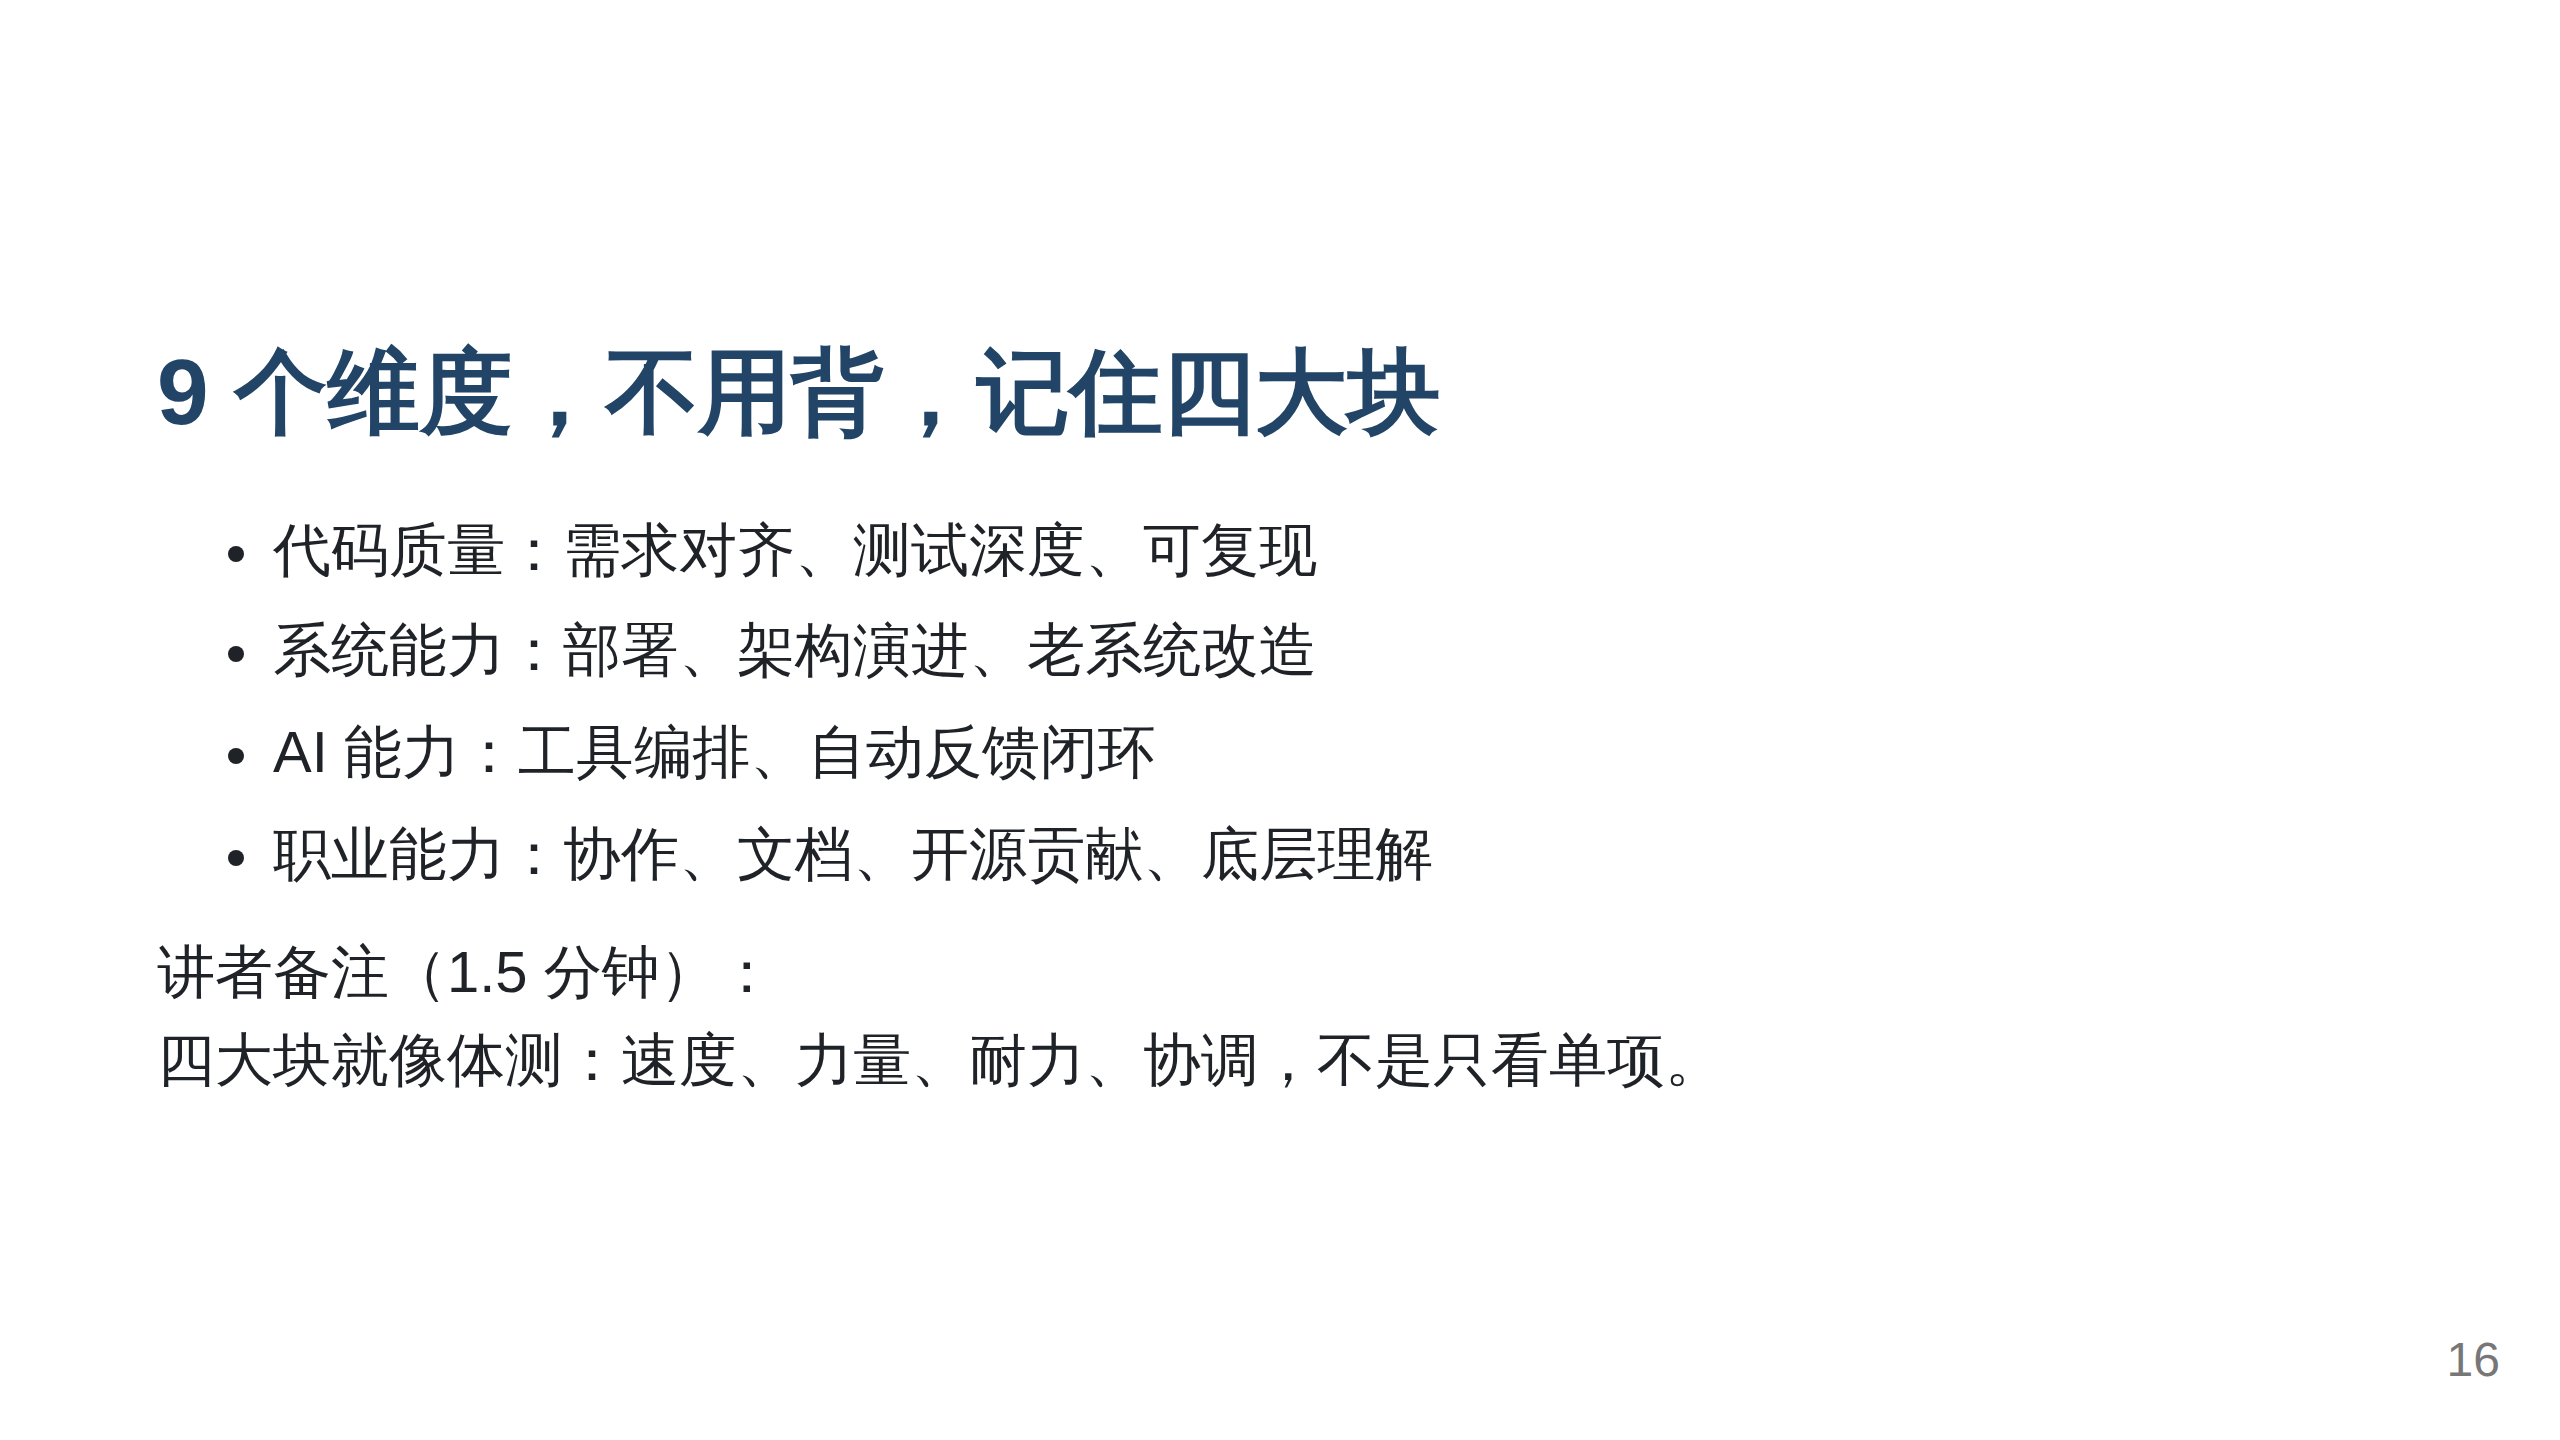 9 个维度，不用背，记住四大块
• 代码质量：需求对齐、测试深度、可复现
• 系统能力：部署、架构演进、老系统改造
• AI 能力：工具编排、自动反馈闭环
• 职业能力：协作、文档、开源贡献、底层理解
讲者备注（1.5 分钟）：
四大块就像体测：速度、力量、耐力、协调，不是只看单项。
16